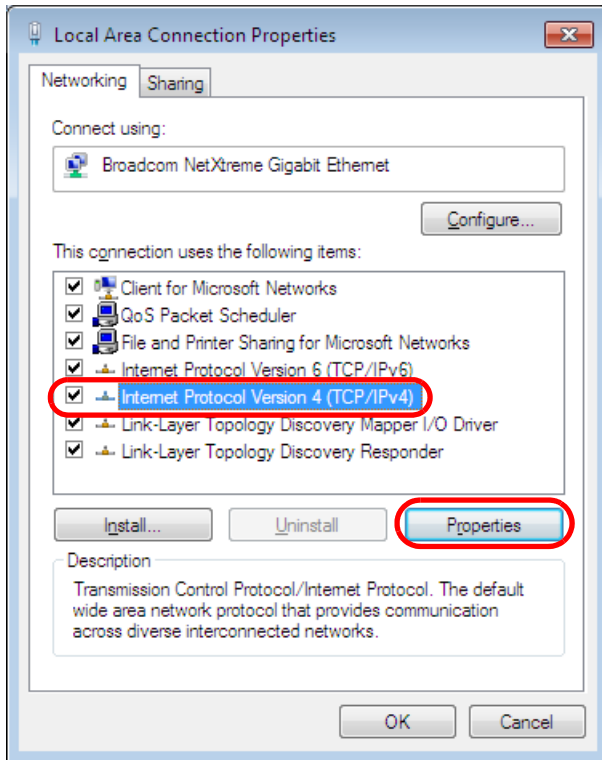 Local Area Connection Properties
Networking
Sharing
Connect using:
Broadcom NetXtreme Gigabit Ethernet
Configure...
This connection uses the following items:
Client for Microsoft Networks
QoS Packet Scheduler
File and Printer Sharing for Microsoft Networks
Internet Protocol Version 6 (TCP/IPv6)
Internet Protocol Version 4 (TCP/IPv4)
Link-Layer Topology Discovery Mapper I/O Driver
Link-Layer Topology Discovery Responder
Install...
Uninstall
Properties
Description
Transmission Control Protocol/Internet Protocol. The default
wide area network protocol that provides communication
across diverse interconnected networks.
OK
Cancel